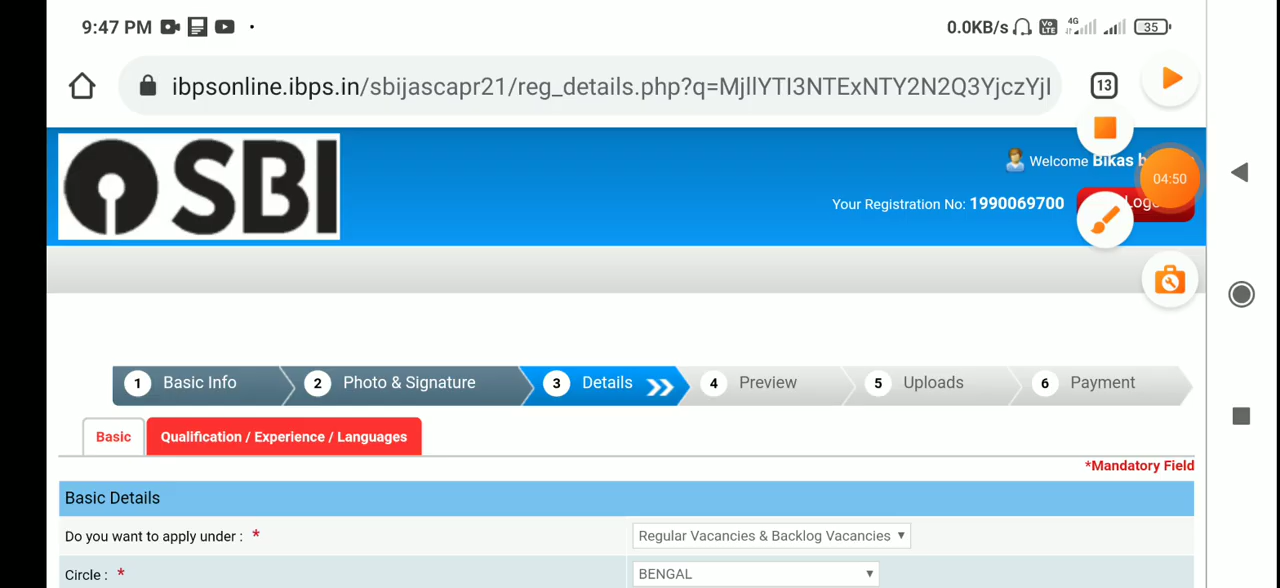 9:47 PM
0.0KB/s
Vo LTE
4G
35
ibpsonline.ibps.in/sbijascapr21/reg_details.php?q=MjllYTI3NTExNTY2N2Q3YjczYjI
13
SBI
Welcome Bikas
04:50
Your Registration No: 1990069700
1 Basic Info
2 Photo & Signature
3 Details
4 Preview
5 Uploads
6 Payment
Basic
Qualification / Experience / Languages
*Mandatory Field
Basic Details
Do you want to apply under : * Regular Vacancies & Backlog Vacancies
Circle : * BENGAL